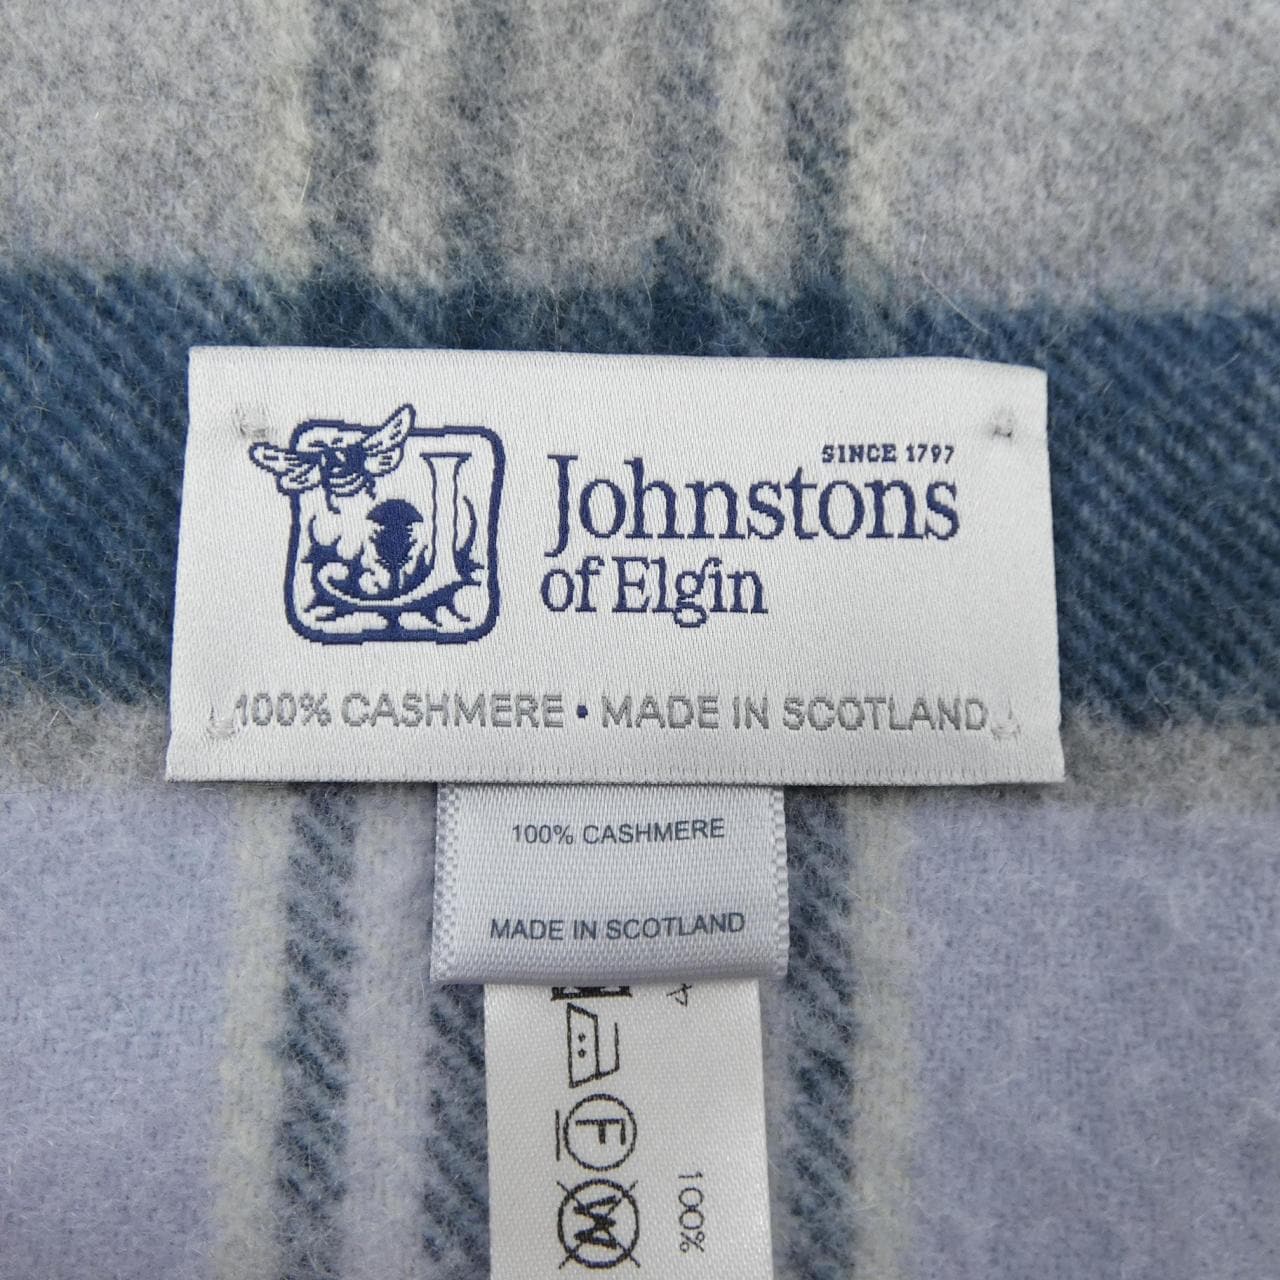 SINCE 1797
Johnstons
of Elgin
100% CASHMERE • MADE IN SCOTLAND
100% CASHMERE
MADE IN SCOTLAND
F
W
100%